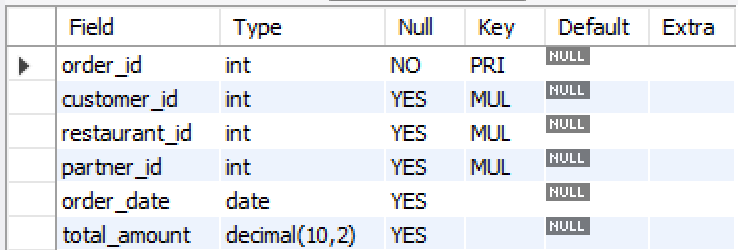 Field Type Null Key Default Extra
order_id int NO PRI NULL
customer_id int YES MUL NULL
restaurant_id int YES MUL NULL
partner_id int YES MUL NULL
order_date date YES NULL
total_amount decimal(10,2) YES NULL